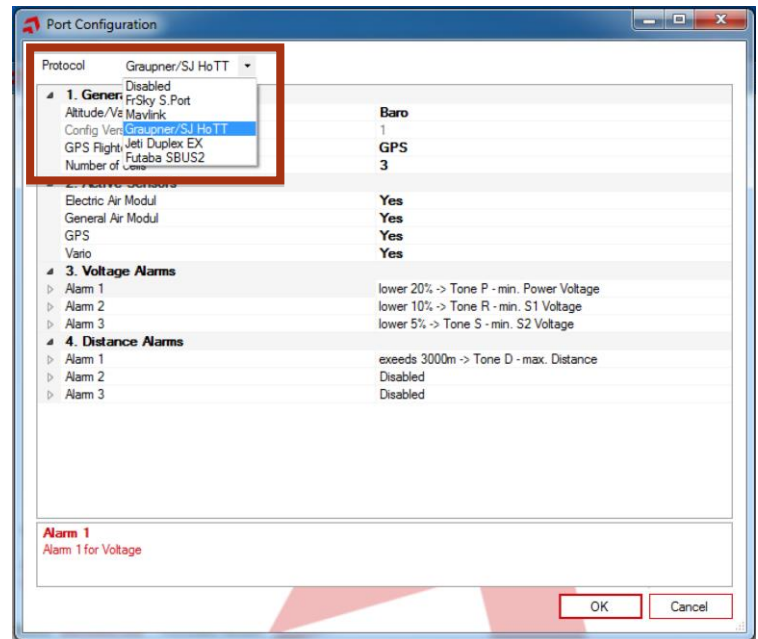 Port Configuration
Protocol Graupner/SJ HoTT
Disabled
FrSky S.Port
Mavlink
Graupner/SJ HoTT
Jeti Duplex EX
Futaba SBUS2
1. Genera
Altitude/Va Baro
Config Vers 1
GPS Flight GPS
Number of Cells 3
2. Active Sensors
Electric Air Modul Yes
General Air Modul Yes
GPS Yes
Vario Yes
3. Voltage Alarms
Alarm 1 lower 20% -> Tone P - min. Power Voltage
Alarm 2 lower 10% -> Tone R - min. S1 Voltage
Alarm 3 lower 5% -> Tone S - min. S2 Voltage
4. Distance Alarms
Alarm 1 exeeds 3000m -> Tone D - max. Distance
Alarm 2 Disabled
Alarm 3 Disabled
Alarm 1
Alarm 1 for Voltage
OK Cancel